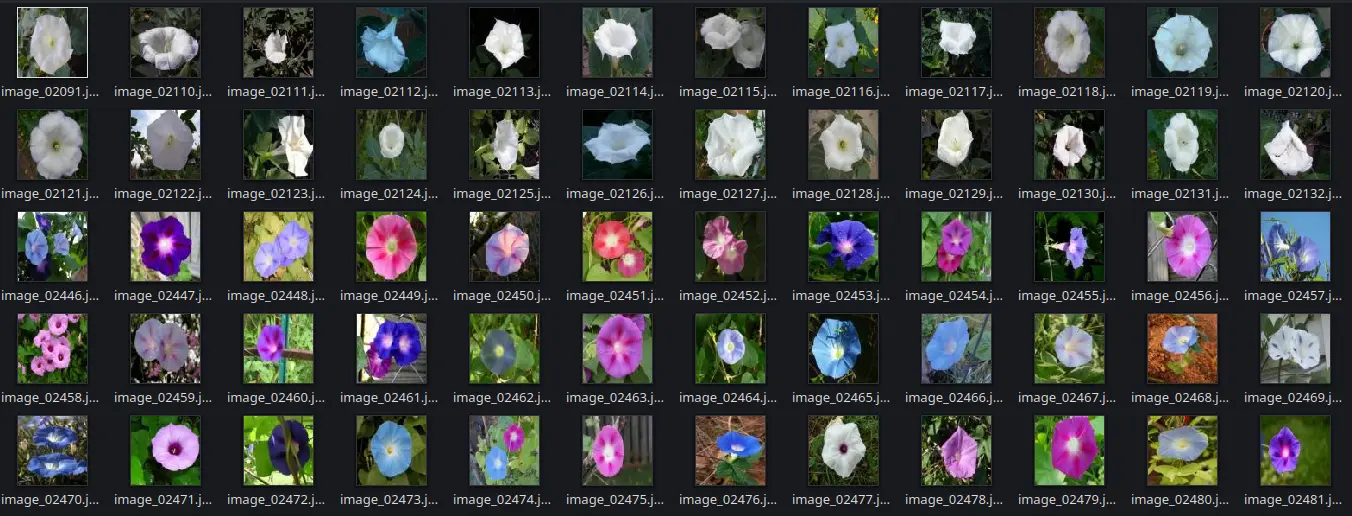 image_02091.j... image_02110.j... image_02111.j... image_02112.j... image_02113.j... image_02114.j... image_02115.j... image_02116.j... image_02117.j... image_02118.j... image_02119.j... image_02120.j...
image_02121.j... image_02122.j... image_02123.j... image_02124.j... image_02125.j... image_02126.j... image_02127.j... image_02128.j... image_02129.j... image_02130.j... image_02131.j... image_02132.j...
image_02446.j... image_02447.j... image_02448.j... image_02449.j... image_02450.j... image_02451.j... image_02452.j... image_02453.j... image_02454.j... image_02455.j... image_02456.j... image_02457.j...
image_02458.j... image_02459.j... image_02460.j... image_02461.j... image_02462.j... image_02463.j... image_02464.j... image_02465.j... image_02466.j... image_02467.j... image_02468.j... image_02469.j...
image_02470.j... image_02471.j... image_02472.j... image_02473.j... image_02474.j... image_02475.j... image_02476.j... image_02477.j... image_02478.j... image_02479.j... image_02480.j... image_02481.j...